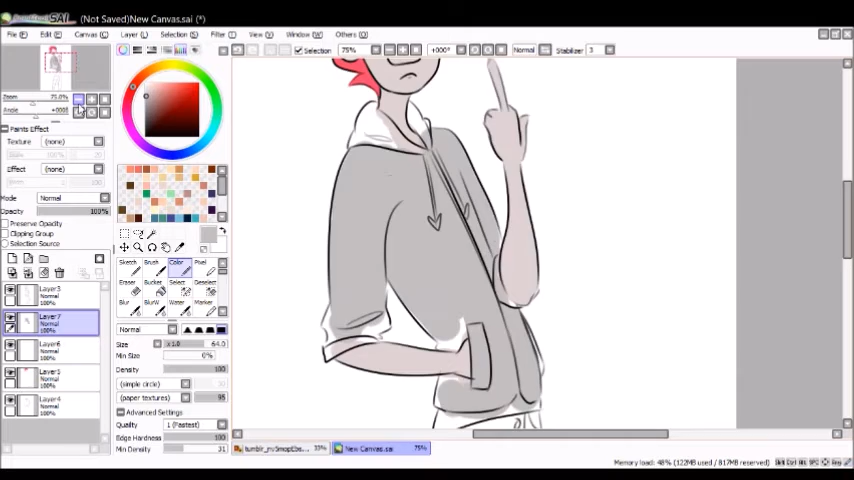 SAI
(Not Saved)New Canvas.sai (*)
File (F) Edit (E) Canvas(C) Layer (L) Selection (S) Filter (T) View (V) Window (W) Others (O)
Selection 75% +000° Normal Stabilizer 3
Zoom 75.0%
Angle +000°
Paints Effect
Texture (none)
Effect (none)
Mode Normal
Opacity 100%
Preserve Opacity
Clipping Group
Selection Source
Sketch Brush Color Pixel
Eraser Bucket Select Deselect
Blur BlurW Water Marker
Layer3
Normal
100%
Layer7
Normal
100%
Layer6
Normal
100%
Layer5
Normal
100%
Layer4
Normal
100%
Normal
Size x1.0 64.0
Min Size 0%
Density 100
(simple circle)
(paper textures) 95
Advanced Settings
Quality 1 (Fastest)
Edge Hardness 100
Min Density 31
33% New Canvas.sai 75%
Memory load: 48% (122MB used / 817MB reserved)